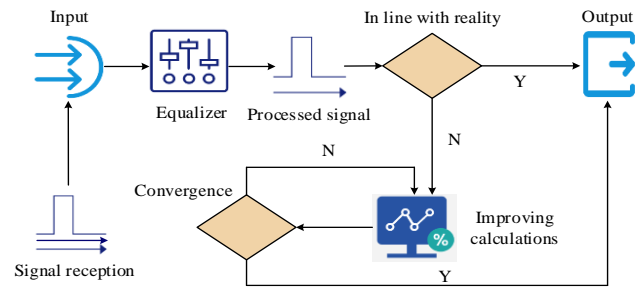 Input
In line with reality
Output
Y
Equalizer
Processed signal
N
N
Convergence
Improving
calculations
%
Signal reception
Y